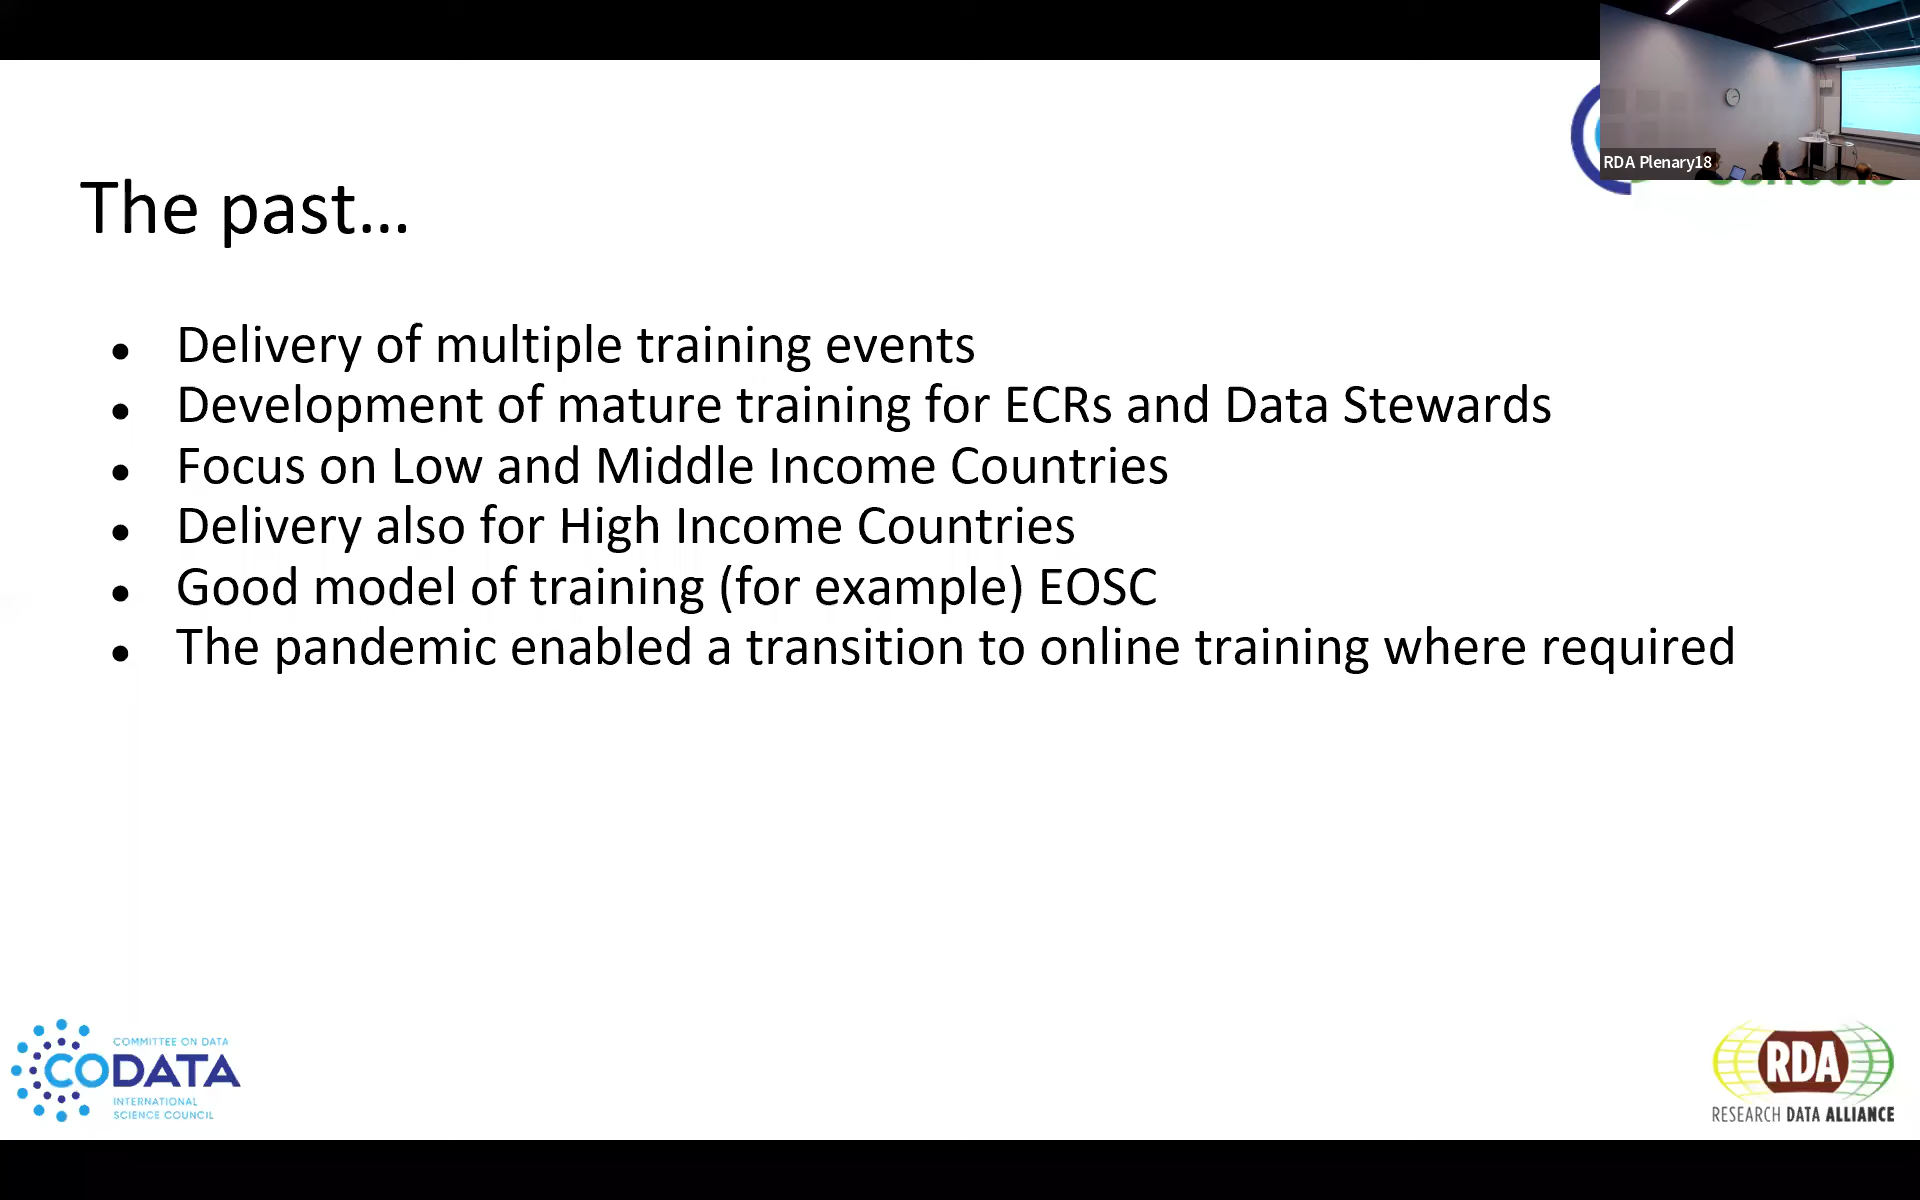 RDA Plenary18
The past...
● Delivery of multiple training events
● Development of mature training for ECRs and Data Stewards
● Focus on Low and Middle Income Countries
● Delivery also for High Income Countries
● Good model of training (for example) EOSC
● The pandemic enabled a transition to online training where required
COMMITTEE ON DATA
CODATA
INTERNATIONAL
SCIENCE COUNCIL
RDA
RESEARCH DATA ALLIANCE